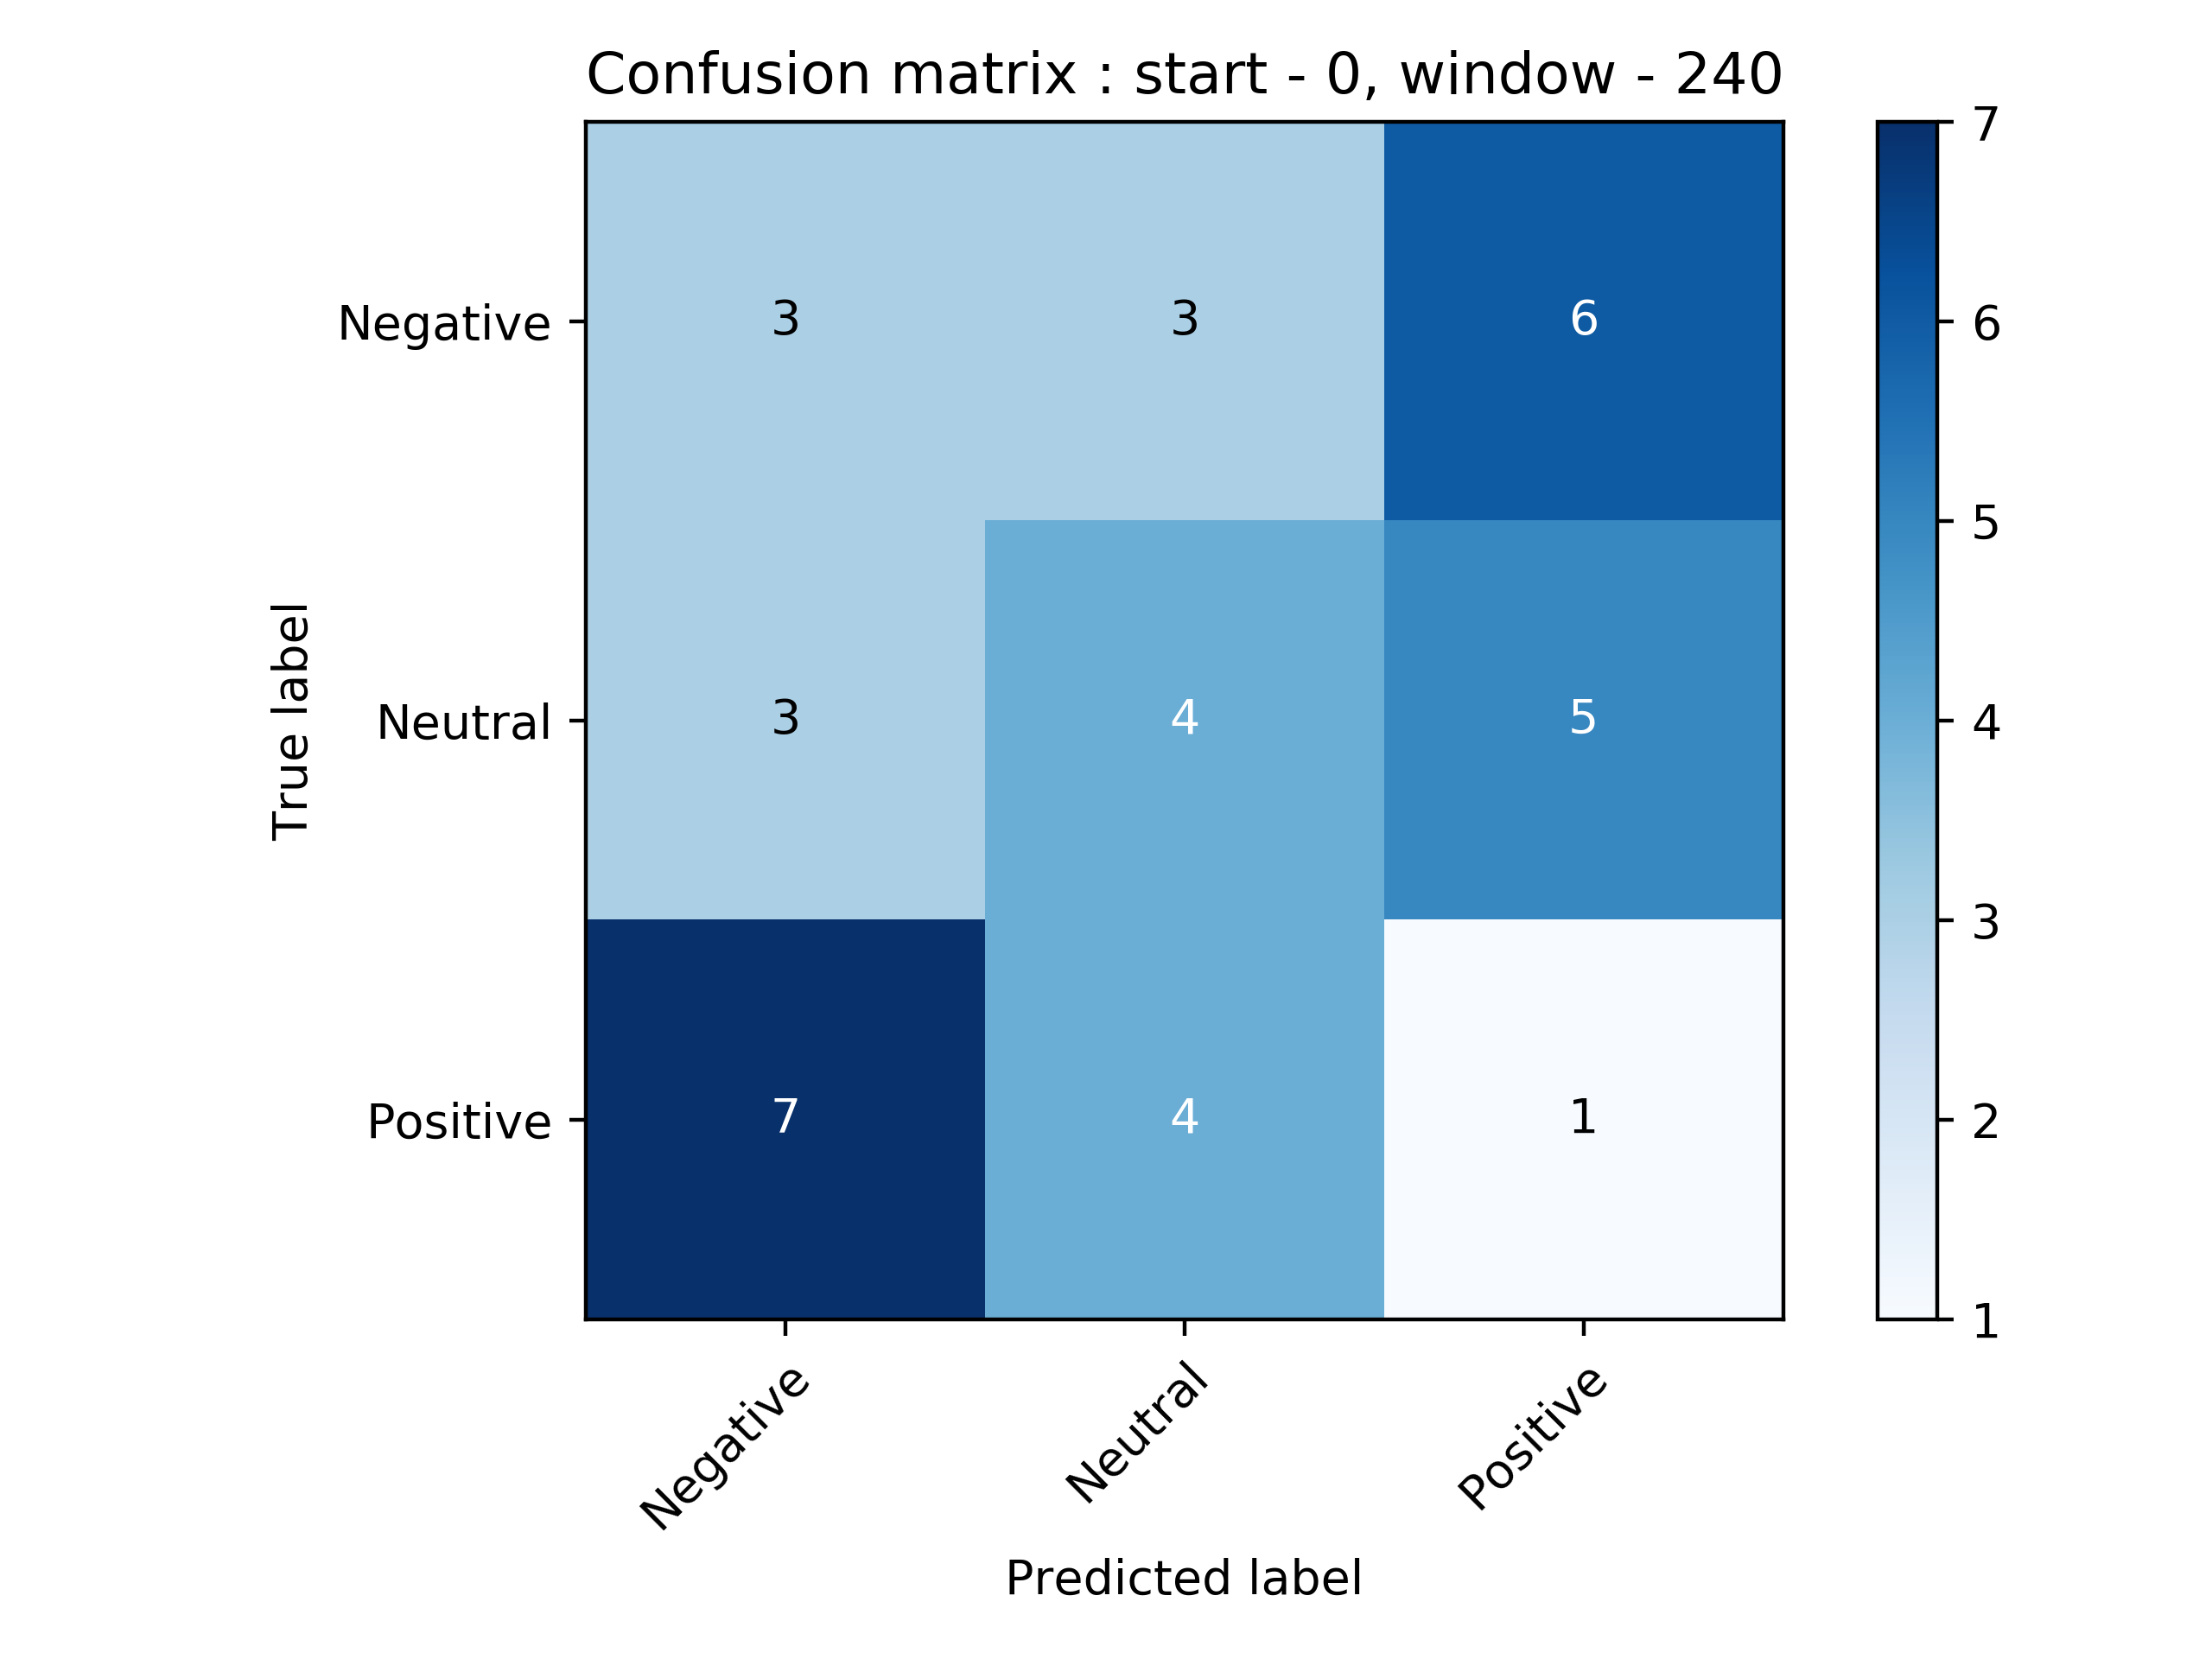 Confusion matrix : start - 0, window - 240
True label
Negative
Neutral
Positive
3 3 6
3 4 5
7 4 1
Negative Neutral Positive
Predicted label
7
6
5
4
3
2
1